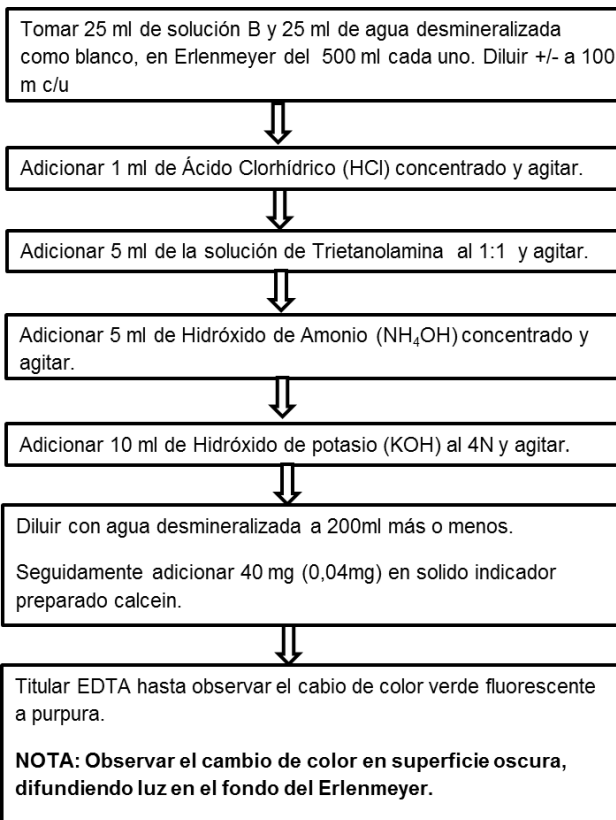 Tomar 25 ml de solución B y 25 ml de agua desmineralizada
como blanco, en Erlenmeyer del 500 ml cada uno. Diluir +/- a 100
m c/u
Adicionar 1 ml de Ácido Clorhídrico (HCl) concentrado y agitar.
Adicionar 5 ml de la solución de Trietanolamina al 1:1 y agitar.
Adicionar 5 ml de Hidróxido de Amonio (NH₄OH) concentrado y
agitar.
Adicionar 10 ml de Hidróxido de potasio (KOH) al 4N y agitar.
Diluir con agua desmineralizada a 200ml más o menos.
Seguidamente adicionar 40 mg (0,04mg) en solido indicador
preparado calcein.
Titular EDTA hasta observar el cabio de color verde fluorescente
a purpura.
NOTA: Observar el cambio de color en superficie oscura,
difundiendo luz en el fondo del Erlenmeyer.